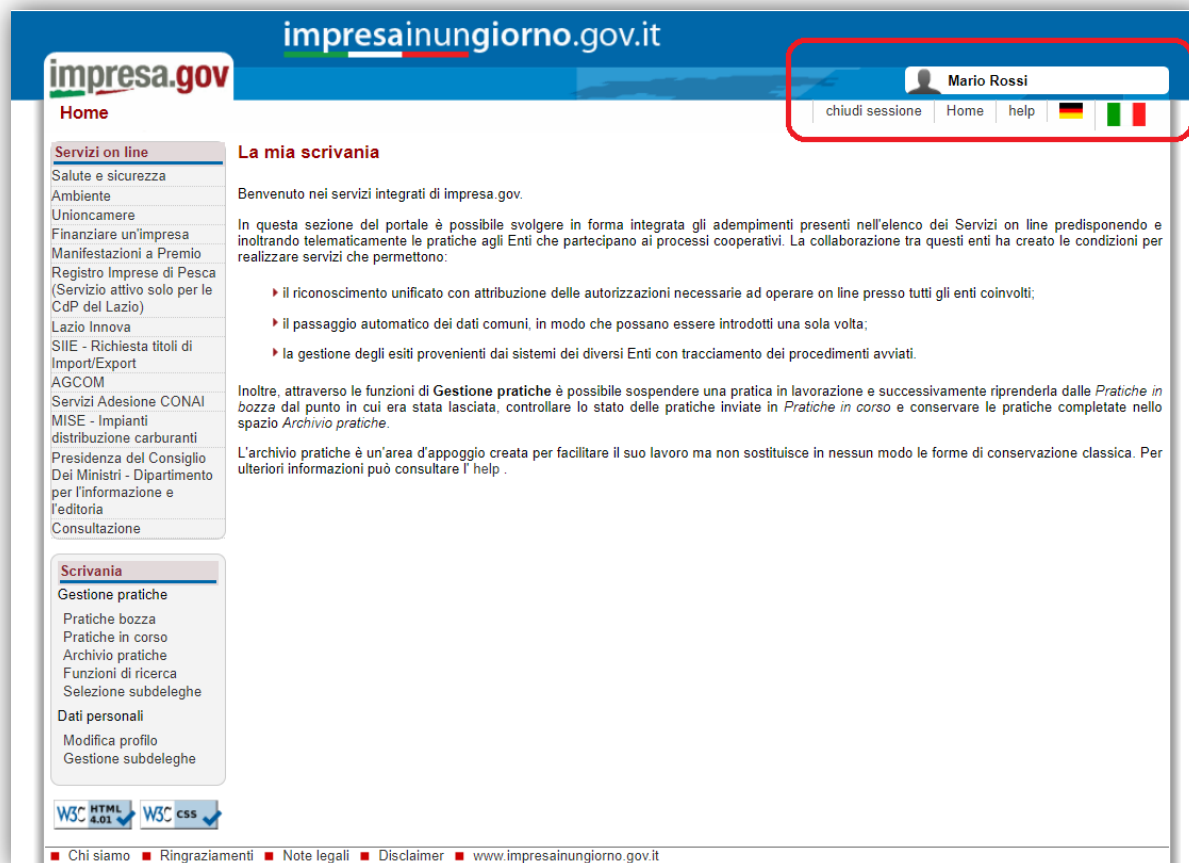 impresainungiorno.gov.it
impresa.gov
Mario Rossi
Home
chiudi sessione
Home
help
Servizi on line
Salute e sicurezza
Ambiente
Unioncamere
Finanziare un'impresa
Manifestazioni a Premio
Registro Imprese di Pesca
(Servizio attivo solo per le
CdP del Lazio)
Lazio Innova
SIIE - Richiesta titoli di
Import/Export
AGCOM
Servizi Adesione CONAI
MISE - Impianti
distribuzione carburanti
Presidenza del Consiglio
Dei Ministri - Dipartimento
per l'informazione e
l'editoria
Consultazione
Scrivania
Gestione pratiche
Pratiche bozza
Pratiche in corso
Archivio pratiche
Funzioni di ricerca
Selezione subdeleghe
Dati personali
Modifica profilo
Gestione subdeleghe
W3C HTML 4.01
W3C css
La mia scrivania
Benvenuto nei servizi integrati di impresa.gov.
In questa sezione del portale è possibile svolgere in forma integrata gli adempimenti presenti nell'elenco dei Servizi on line predisponendo e
inoltrando telematicamente le pratiche agli Enti che partecipano ai processi cooperativi. La collaborazione tra questi enti ha creato le condizioni per
realizzare servizi che permettono:
il riconoscimento unificato con attribuzione delle autorizzazioni necessarie ad operare on line presso tutti gli enti coinvolti;
il passaggio automatico dei dati comuni, in modo che possano essere introdotti una sola volta;
la gestione degli esiti provenienti dai sistemi dei diversi Enti con tracciamento dei procedimenti avviati.
Inoltre, attraverso le funzioni di Gestione pratiche è possibile sospendere una pratica in lavorazione e successivamente riprenderla dalle Pratiche in
bozza dal punto in cui era stata lasciata, controllare lo stato delle pratiche inviate in Pratiche in corso e conservare le pratiche completate nello
spazio Archivio pratiche.
L'archivio pratiche è un'area d'appoggio creata per facilitare il suo lavoro ma non sostituisce in nessun modo le forme di conservazione classica. Per
ulteriori informazioni può consultare l' help .
Chi siamo
Ringraziamenti
Note legali
Disclaimer
www.impresainungiorno.gov.it